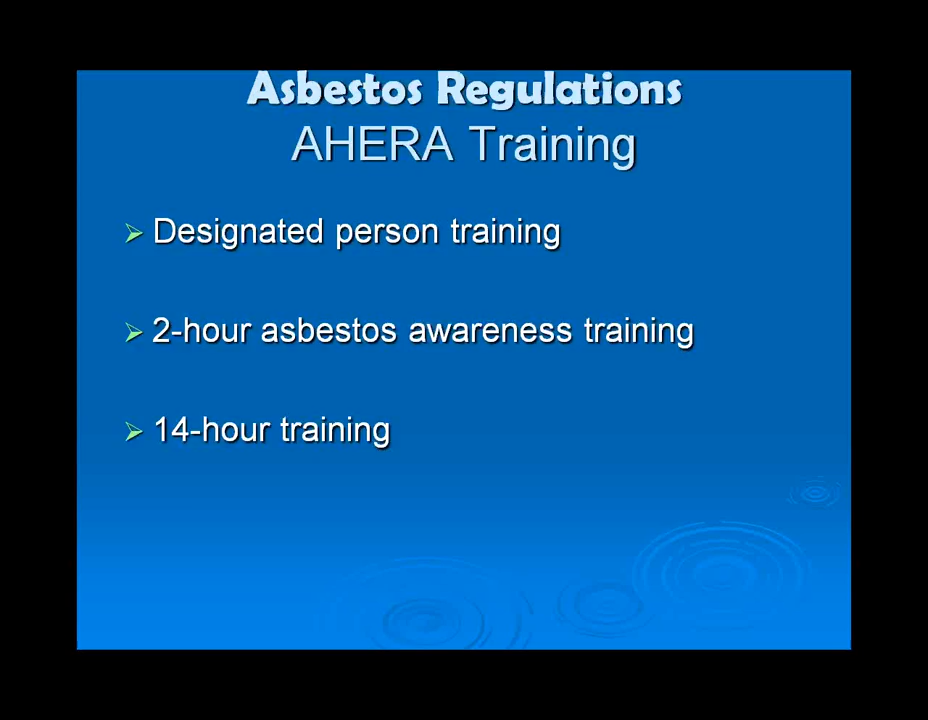 Asbestos Regulations
AHERA Training
Designated person training
2-hour asbestos awareness training
14-hour training